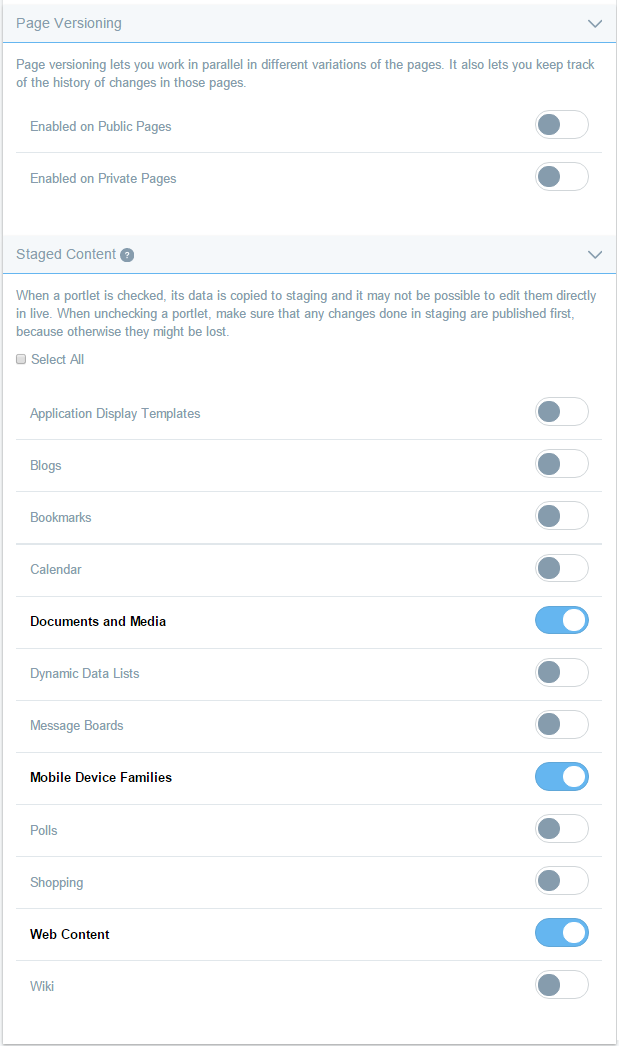 Page Versioning
Page versioning lets you work in parallel in different variations of the pages. It also lets you keep track
of the history of changes in those pages.
Enabled on Public Pages
Enabled on Private Pages
Staged Content ?
When a portlet is checked, its data is copied to staging and it may not be possible to edit them directly
in live. When unchecking a portlet, make sure that any changes done in staging are published first,
because otherwise they might be lost.
Select All
Application Display Templates
Blogs
Bookmarks
Calendar
Documents and Media
Dynamic Data Lists
Message Boards
Mobile Device Families
Polls
Shopping
Web Content
Wiki